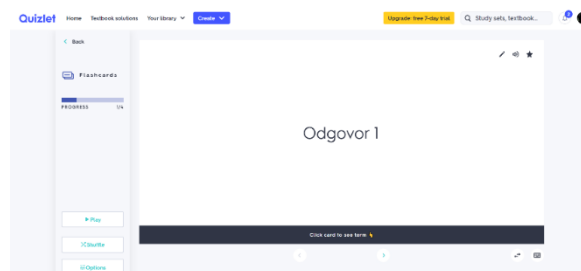 Quizlet Home Textbook solutions Your library Create Upgrade: free 7-day trial Study sets, textbook...
Back
Flashcards
PROGRESS 1/4
Odgovor 1
Play
Click card to see term
Shuffle
Options